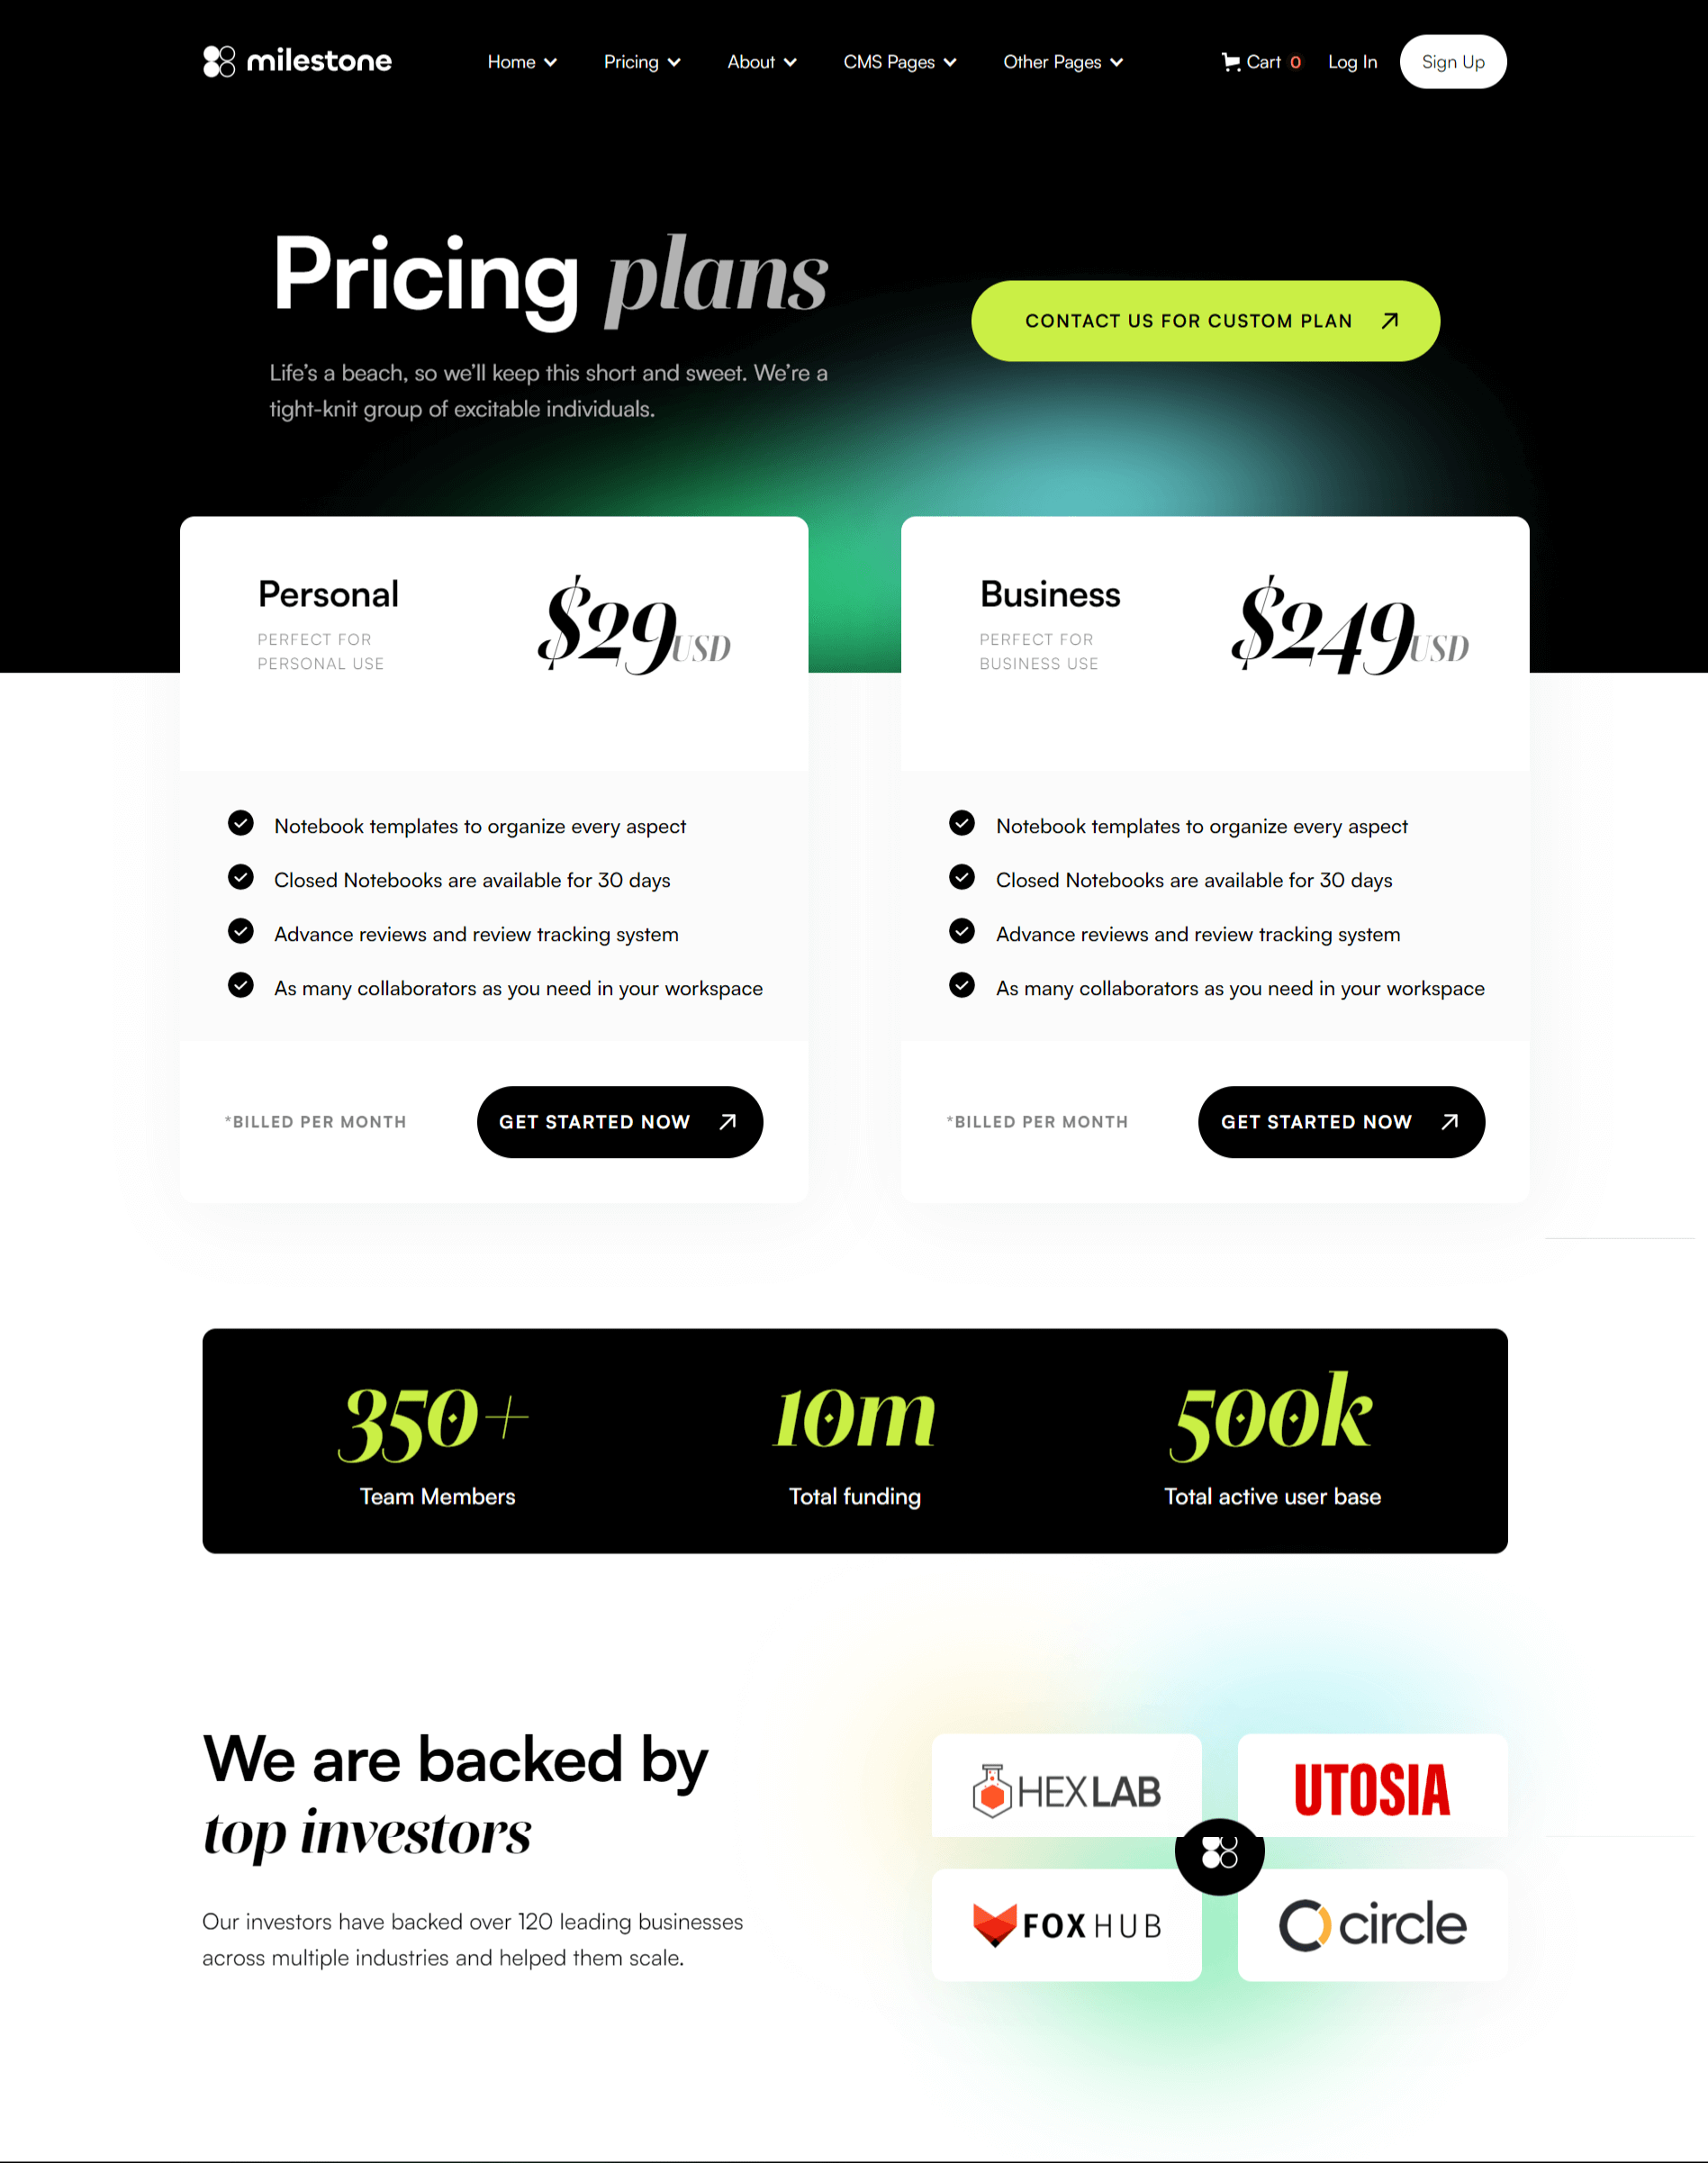 milestone
Home
Pricing
About
CMS Pages
Other Pages
Cart 0
Log In
Sign Up
Pricing plans
Life’s a beach, so we’ll keep this short and sweet. We’re a
tight-knit group of excitable individuals.
CONTACT US FOR CUSTOM PLAN
Personal
PERFECT FOR
PERSONAL USE
$29USD
Notebook templates to organize every aspect
Closed Notebooks are available for 30 days
Advance reviews and review tracking system
As many collaborators as you need in your workspace
*BILLED PER MONTH
GET STARTED NOW
Business
PERFECT FOR
BUSINESS USE
$249USD
Notebook templates to organize every aspect
Closed Notebooks are available for 30 days
Advance reviews and review tracking system
As many collaborators as you need in your workspace
*BILLED PER MONTH
GET STARTED NOW
350+
Team Members
10m
Total funding
500k
Total active user base
We are backed by
top investors
Our investors have backed over 120 leading businesses
across multiple industries and helped them scale.
HEXLAB
UTOSIA
FOXHUB
circle